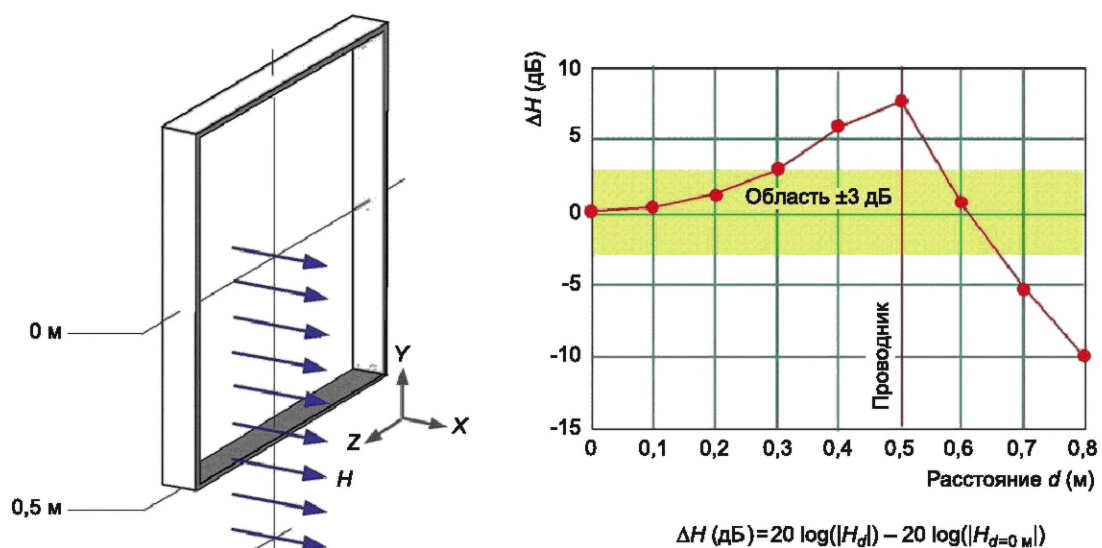 0 м
0,5 м
Y
X
Z
H
ΔH (дБ)
10
5
0
-5
-10
-15
Область ±3 дБ
Проводник
0 0,1 0,2 0,3 0,4 0,5 0,6 0,7 0,8
Расстояние d (м)
ΔH (дБ)=20 log(|H_d|) – 20 log(|H_{d=0 м}|)